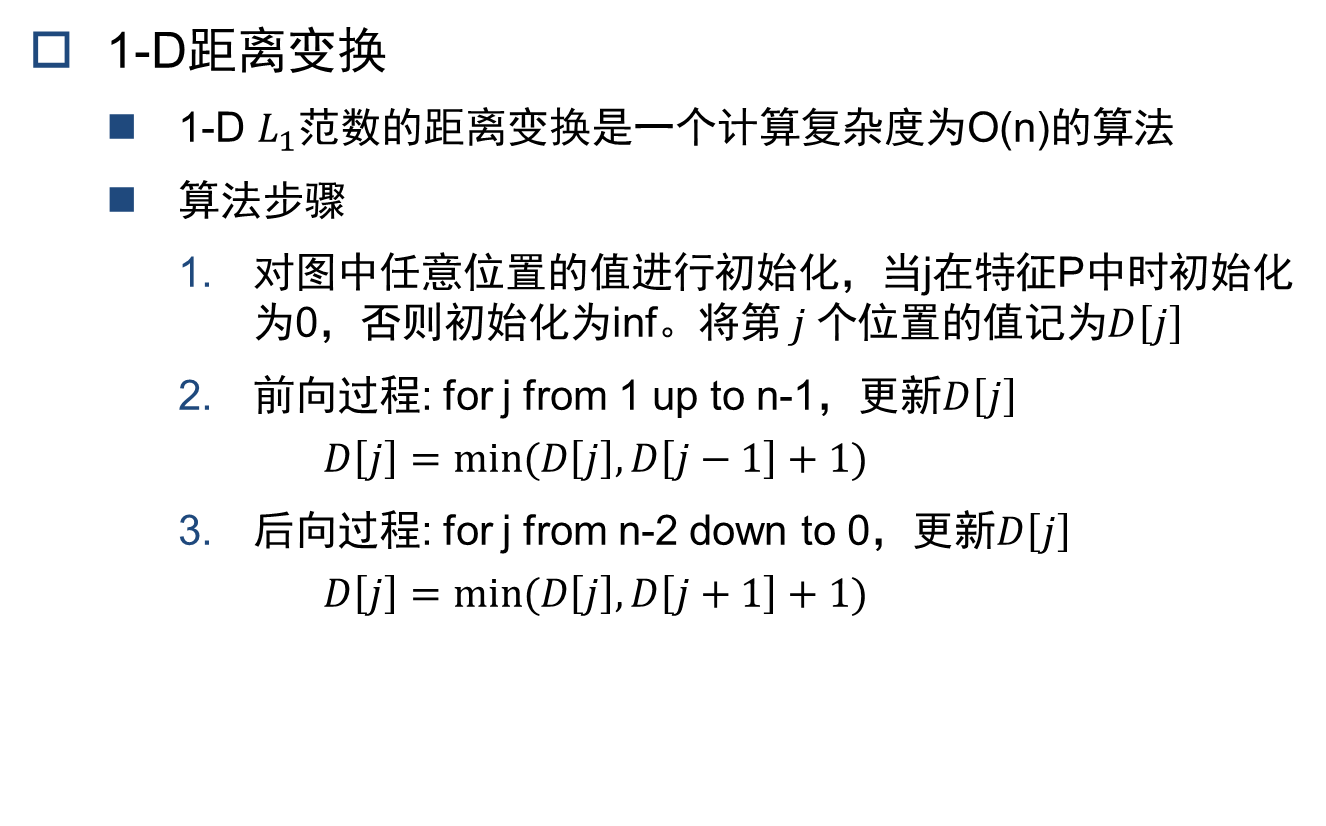 1-D距离变换
1-D L₁范数的距离变换是一个计算复杂度为O(n)的算法
算法步骤
1. 对图中任意位置的值进行初始化，当j在特征P中时初始化
为0，否则初始化为inf。将第 j 个位置的值记为D[j]
2. 前向过程: for j from 1 up to n-1，更新D[j]
D[j] = min(D[j], D[j − 1] + 1)
3. 后向过程: for j from n-2 down to 0，更新D[j]
D[j] = min(D[j], D[j + 1] + 1)